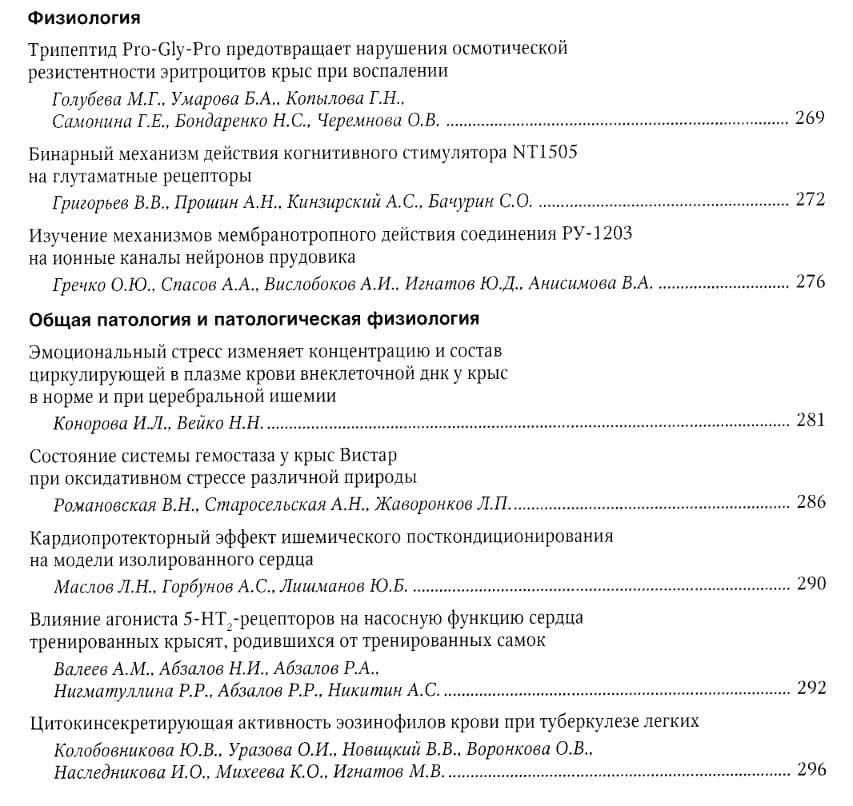 Физиология
Трипептид Pro-Gly-Pro предотвращает нарушения осмотической
резистентности эритроцитов крыс при воспалении
Голубева М.Г., Умарова Б.А., Копылова Г.Н.,
Самонина Г.Е., Бондаренко Н.С., Черемнова О.В. 269
Бинарный механизм действия когнитивного стимулятора NT1505
на глутаматные рецепторы
Григорьев В.В., Прошин А.Н., Кинзирский А.С., Бачурин С.О. 272
Изучение механизмов мембранотропного действия соединения РУ-1203
на ионные каналы нейронов прудовика
Гречко О.Ю., Спасов А.А., Вислобоков А.И., Игнатов Ю.Д., Анисимова В.А. 276
Общая патология и патологическая физиология
Эмоциональный стресс изменяет концентрацию и состав
циркулирующей в плазме крови внеклеточной днк у крыс
в норме и при церебральной ишемии
Конорова И.Л., Вейко Н.Н. 281
Состояние системы гемостаза у крыс Вистар
при оксидативном стрессе различной природы
Романовская В.Н., Старосельская А.Н., Жаворонков Л.П. 286
Кардиопротекторный эффект ишемического посткондиционирования
на модели изолированного сердца
Маслов Л.Н., Горбунов А.С., Лишманов Ю.Б. 290
Влияние агониста 5-HT₂-рецепторов на насосную функцию сердца
тренированных крысят, родившихся от тренированных самок
Валеев А.М., Абзалов Н.И., Абзалов Р.А.,
Нигматуллина Р.Р., Абзалов Р.Р., Никитин А.С. 292
Цитокинсекретирующая активность эозинофилов крови при туберкулезе легких
Колобовникова Ю.В., Уразова О.И., Новицкий В.В., Воронкова О.В.,
Наследникова И.О., Михеева К.О., Игнатов М.В. 296